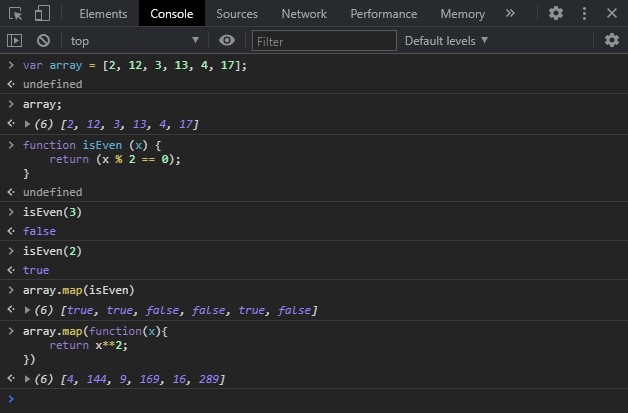 Elements Console Sources Network Performance Memory »
top Filter Default levels
> var array = [2, 12, 3, 13, 4, 17];
undefined
> array;
(6) [2, 12, 3, 13, 4, 17]
> function isEven (x) {
    return (x % 2 == 0);
}
undefined
> isEven(3)
false
> isEven(2)
true
> array.map(isEven)
(6) [true, true, false, false, true, false]
> array.map(function(x){
    return x**2;
})
(6) [4, 144, 9, 169, 16, 289]
>